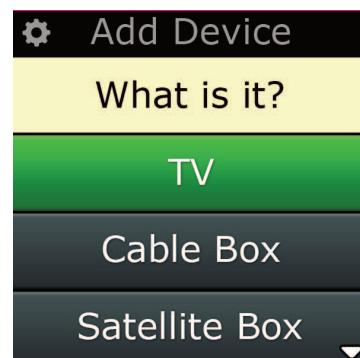 Add Device
What is it?
TV
Cable Box
Satellite Box